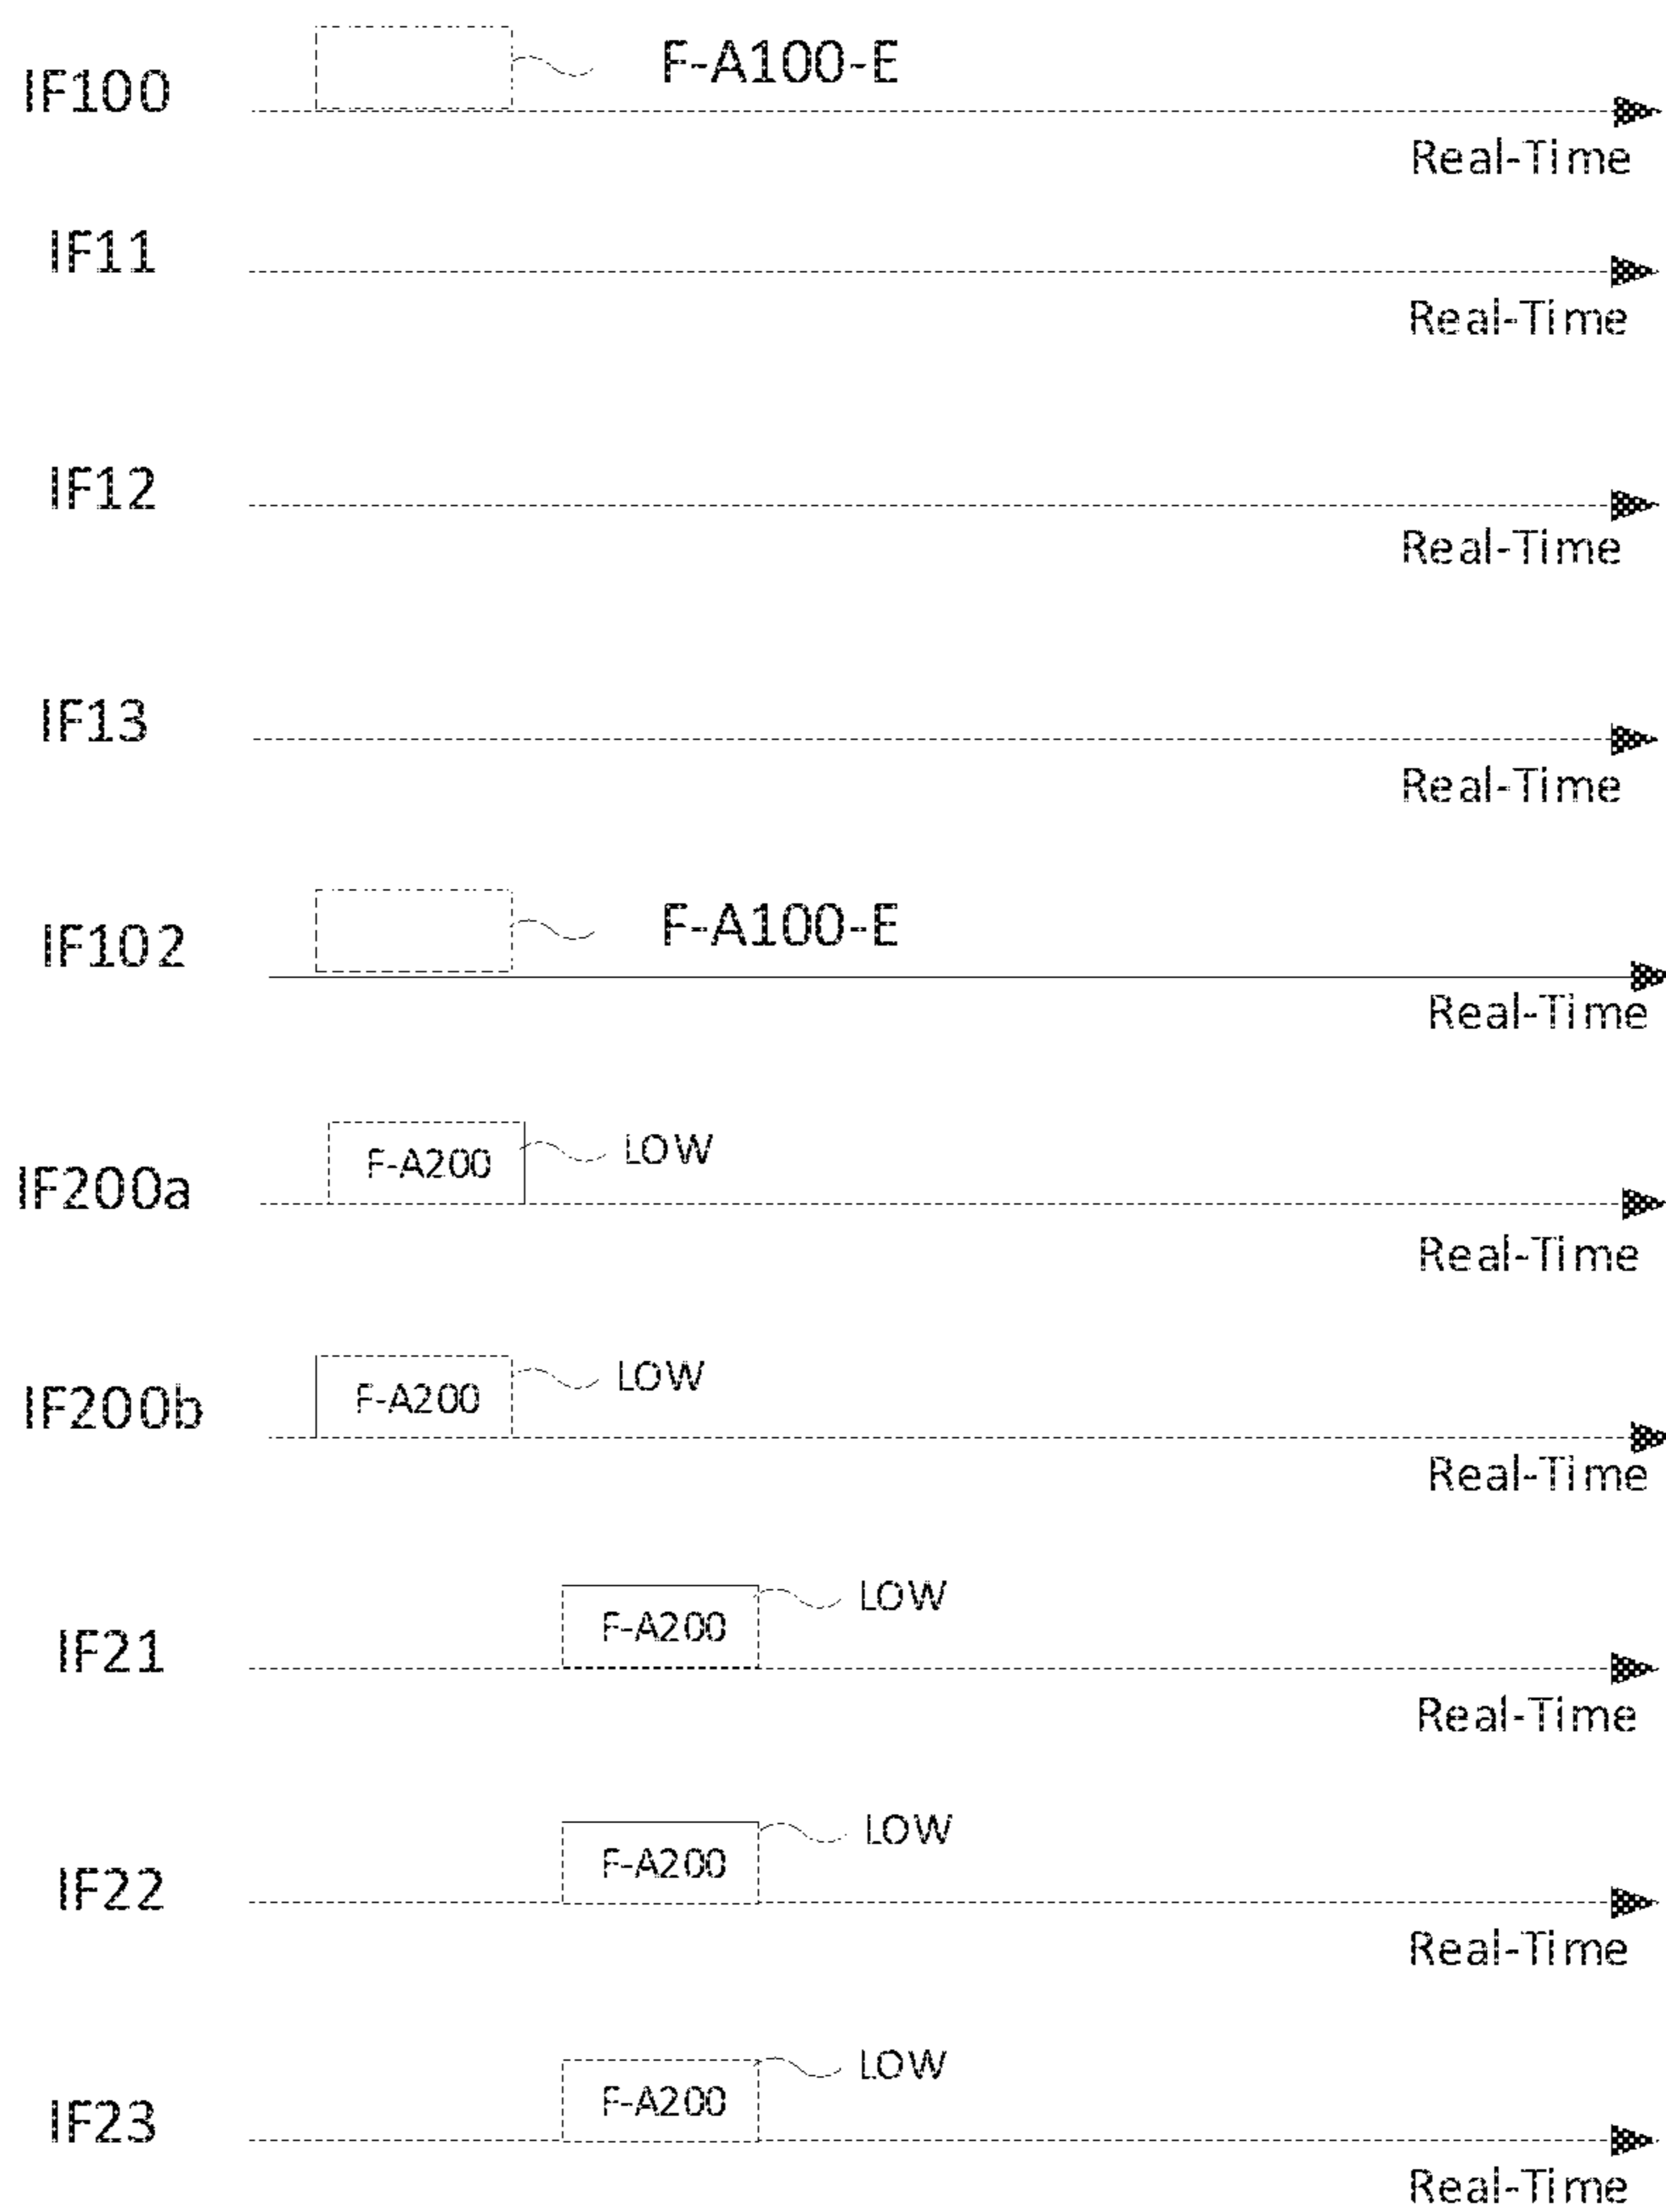 IF100
F-A100-E
Real-Time
IF11
Real-Time
IF12
Real-Time
IF13
Real-Time
IF102
F-A100-E
Real-Time
IF200a
F-A200
LOW
Real-Time
IF200b
F-A200
LOW
Real-Time
IF21
F-A200
LOW
Real-Time
IF22
F-A200
LOW
Real-Time
IF23
F-A200
LOW
Real-Time